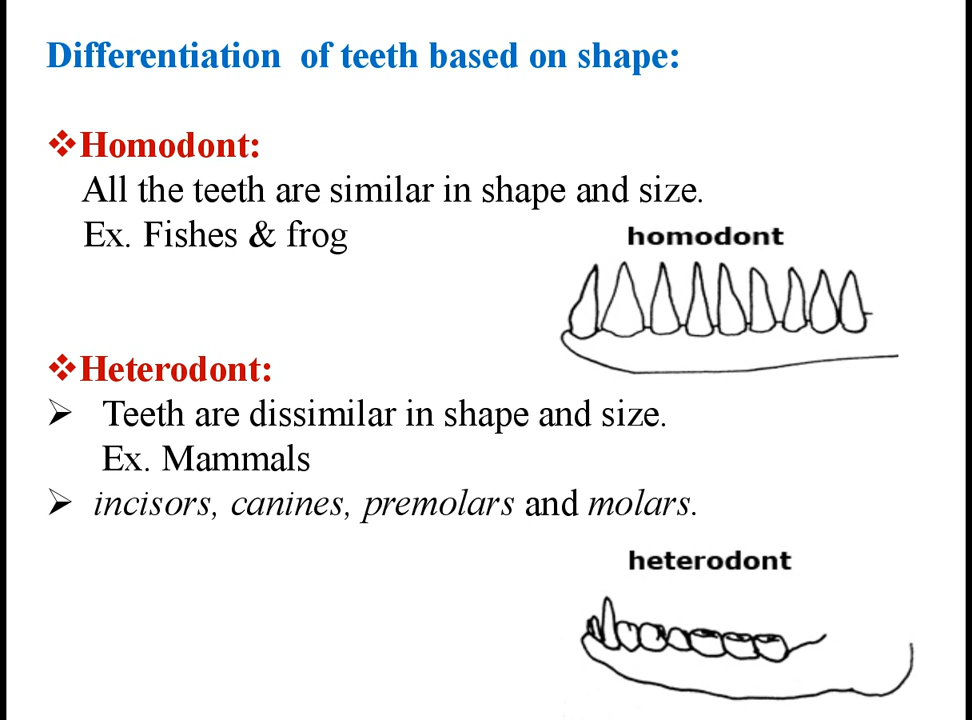 Differentiation of teeth based on shape:
❖Homodont:
All the teeth are similar in shape and size.
Ex. Fishes & frog
homodont
❖Heterodont:
➢ Teeth are dissimilar in shape and size.
Ex. Mammals
➢ incisors, canines, premolars and molars.
heterodont